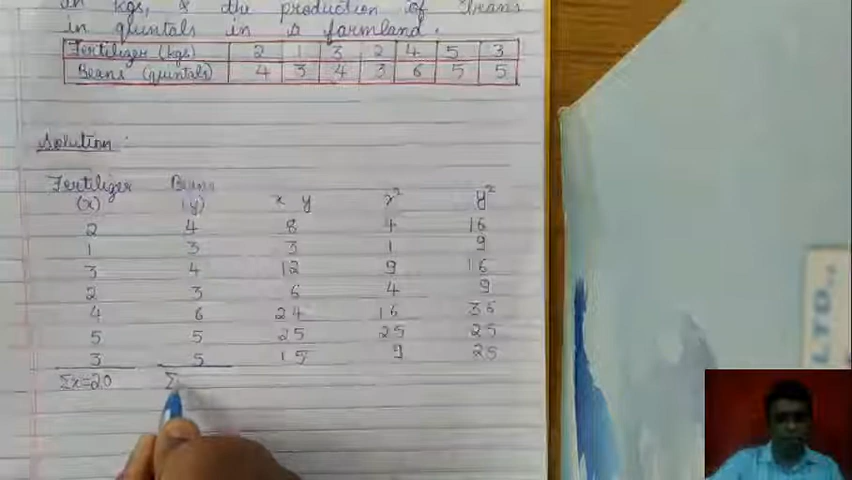 in kgs, & the production of beans
in quintals in a farmland.
Fertilizer (kgs) 2 1 3 2 4 5 3
Beans (quintals) 4 3 4 3 6 5 5
Solution :
Fertilizer Beans
(x) (y) x y x² y²
2 4 8 4 16
1 3 3 1 9
3 4 12 9 16
2 3 6 4 9
4 6 24 16 36
5 5 25 25 25
3 5 15 9 25
Σx=20 Σ
LTD.